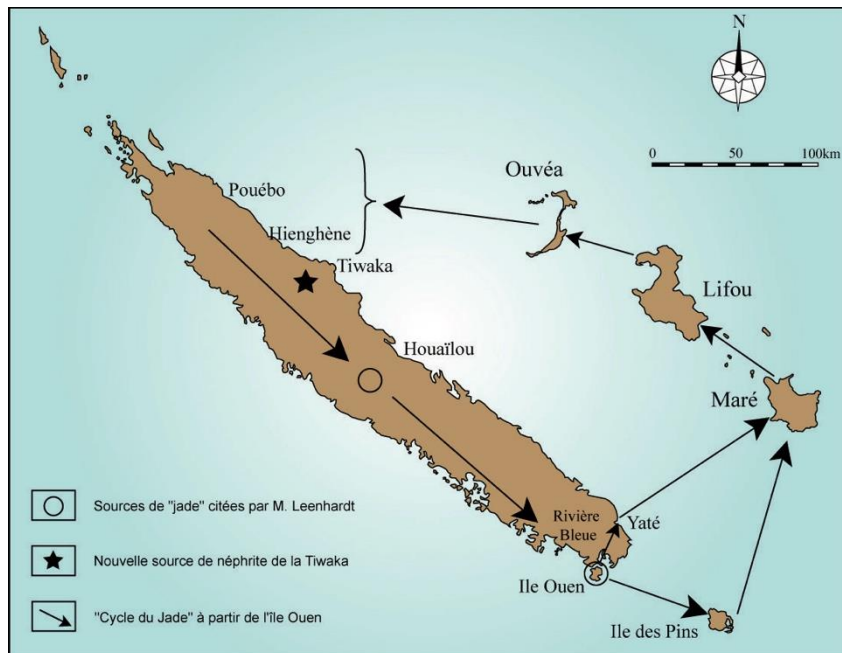 N
0 50 100km
Ouvéa
Pouébo
Hienghène
Tiwaka
Lifou
Houaïlou
Maré
Sources de "jade" citées par M. Leenhardt
Rivière
Bleue
Yaté
Nouvelle source de néphrite de la Tiwaka
Ile Ouen
"Cycle du Jade" à partir de l'île Ouen
Ile des Pins